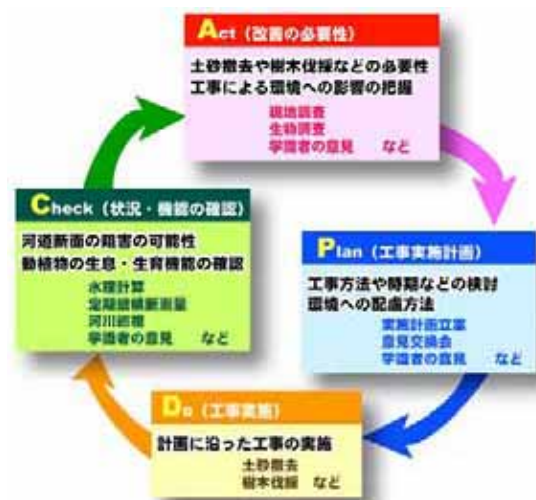 Act（改善の必要性）
土砂撤去や樹木伐採などの必要性
工事による環境への影響の把握
現地調査
生物調査
学識者の意見　など
Plan（工事実施計画）
工事方法や時期などの検討
環境への配慮方法
実施計画立案
意見交換会
学識者の意見　など
Do（工事実施）
計画に沿った工事の実施
土砂撤去
樹木伐採　など
Check（状況・機能の確認）
河道断面の阻害の可能性
動植物の生息・生育機能の確認
水理計算
定期縦横断測量
河川巡視
学識者の意見　など